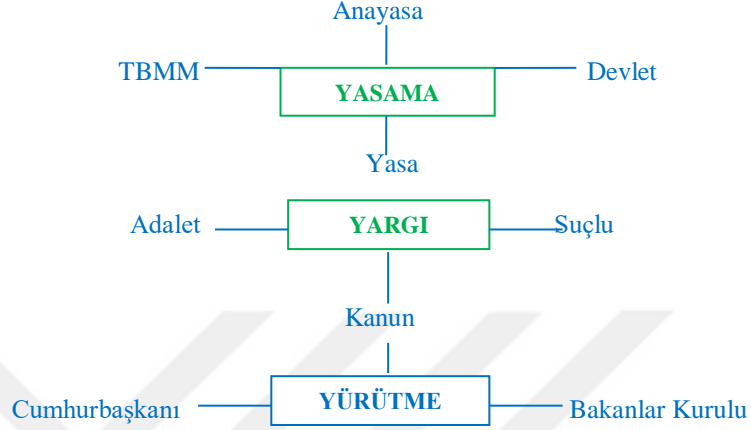 Anayasa
TBMM
Devlet
YASAMA
Yasa
Adalet
YARGI
Suçlu
Kanun
Cumhurbaşkanı
YÜRÜTME
Bakanlar Kurulu